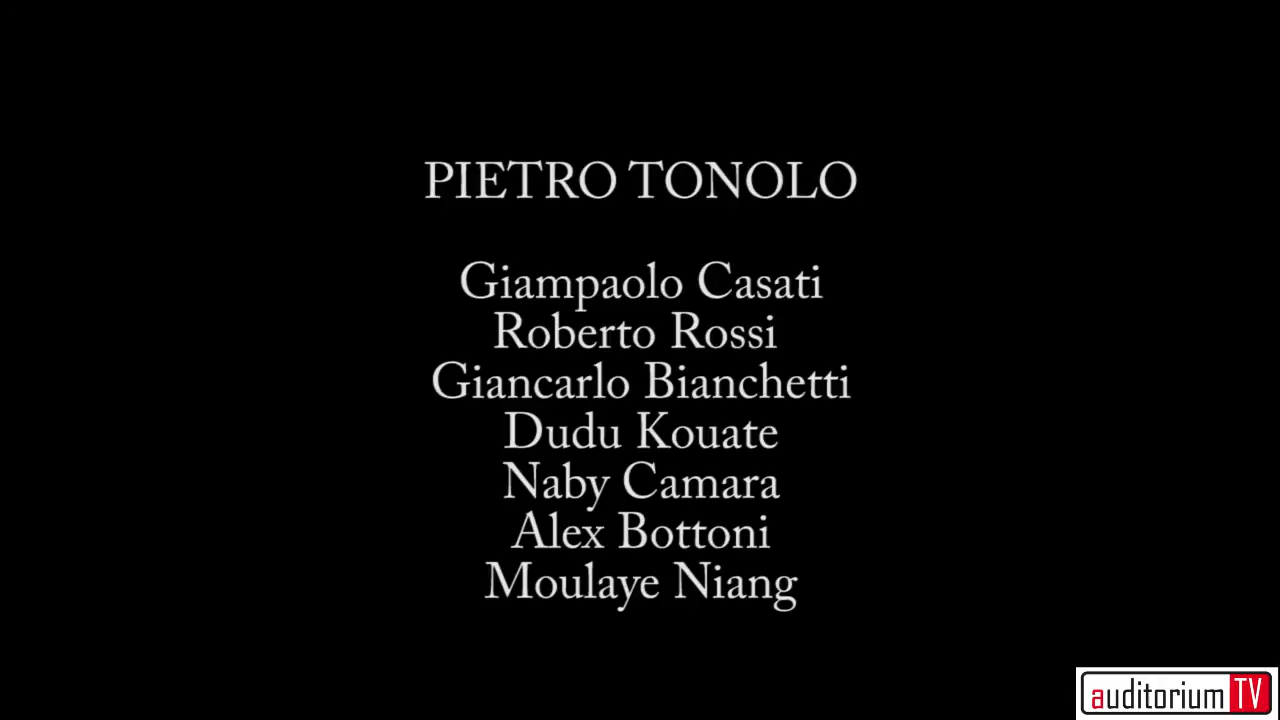 PIETRO TONOLO
Giampaolo Casati
Roberto Rossi
Giancarlo Bianchetti
Dudu Kouate
Naby Camara
Alex Bottoni
Moulaye Niang
auditorium TV